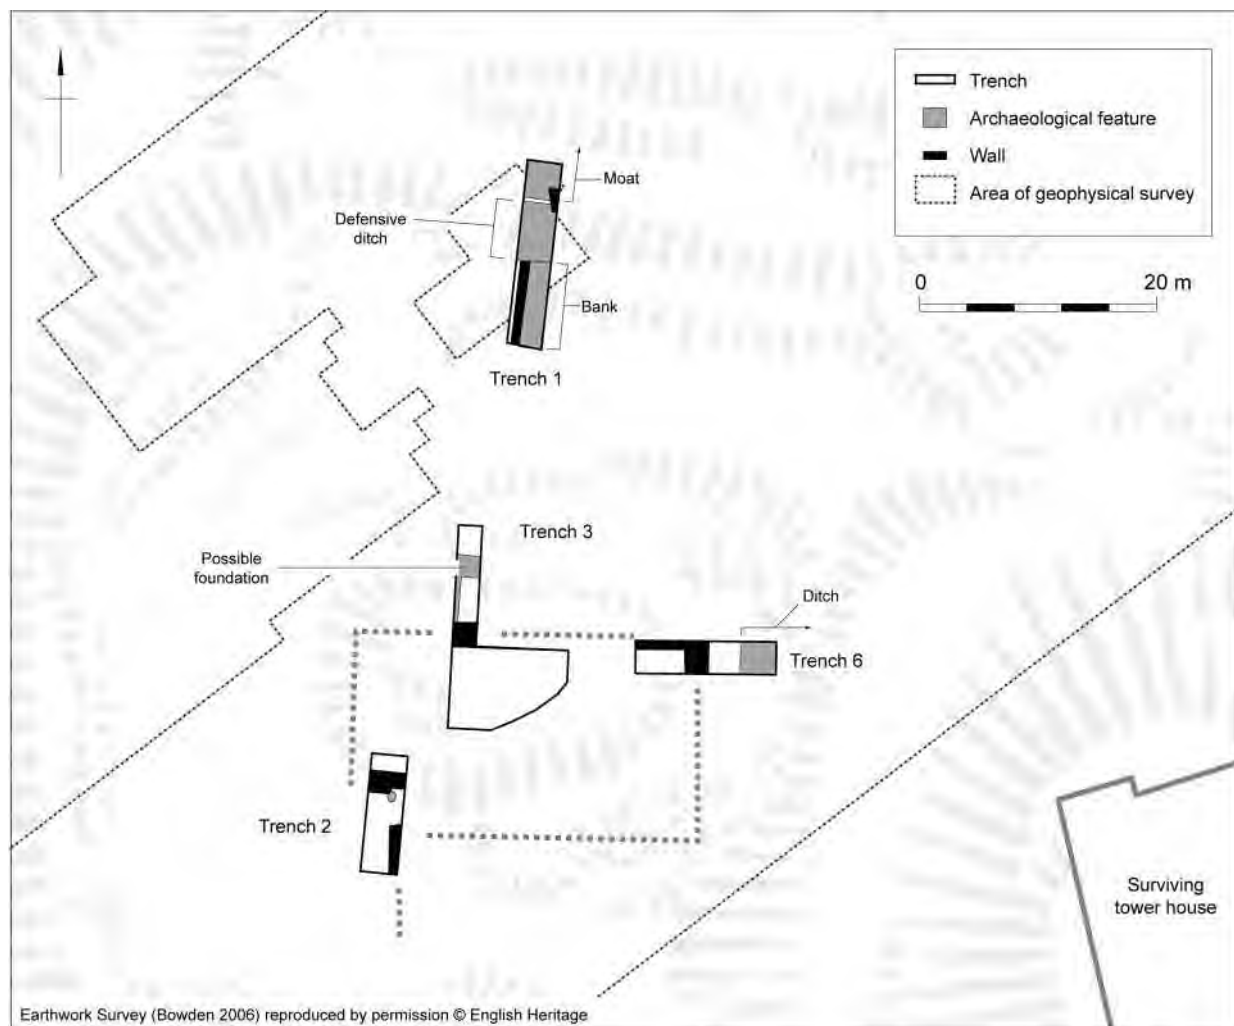 Trench
Archaeological feature
Wall
Area of geophysical survey
0 20 m
Moat
Defensive
ditch
Bank
Trench 1
Trench 3
Possible
foundation
Ditch
Trench 6
Trench 2
Surviving
tower house
Earthwork Survey (Bowden 2006) reproduced by permission © English Heritage